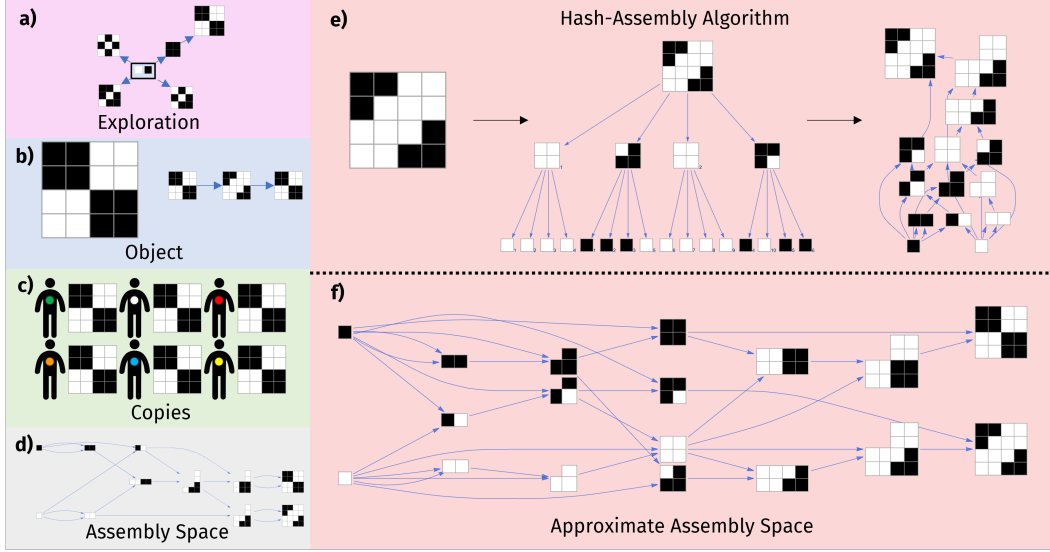 a)
Exploration
b)
Object
c)
Copies
d)
Assembly Space
e)
Hash-Assembly Algorithm
f)
Approximate Assembly Space